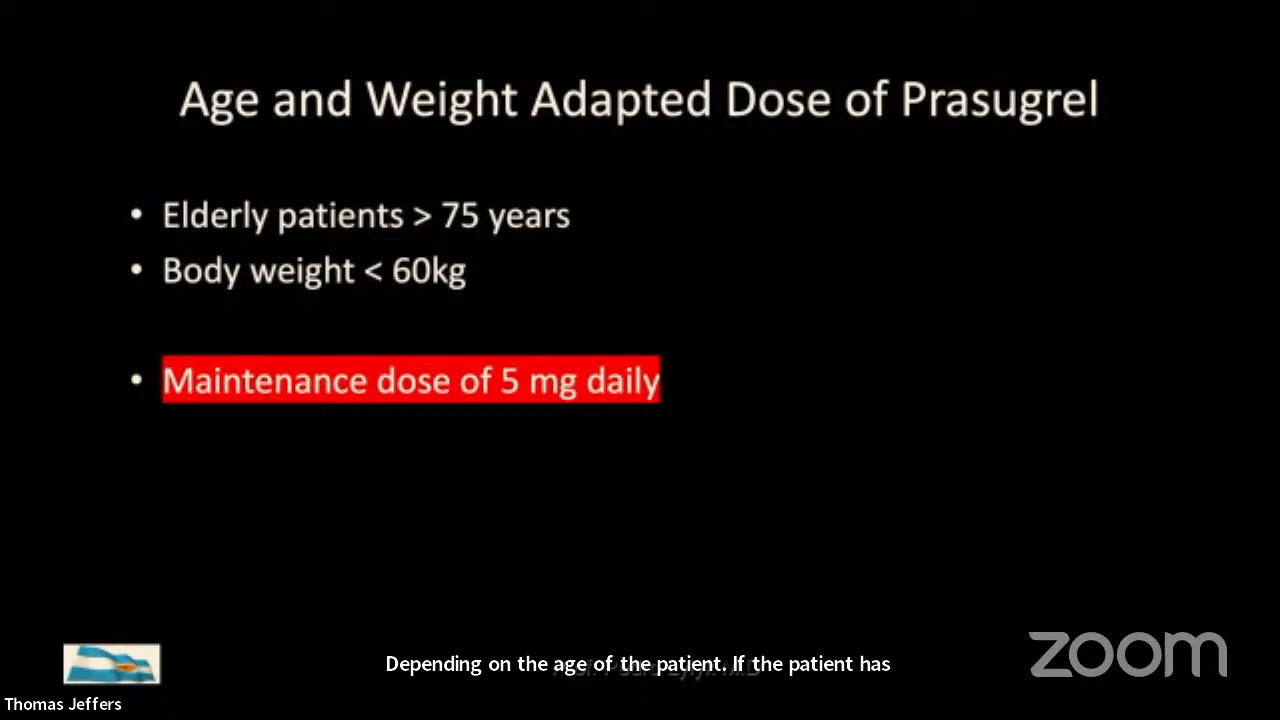 Age and Weight Adapted Dose of Prasugrel
• Elderly patients > 75 years
• Body weight < 60kg
• Maintenance dose of 5 mg daily
Depending on the age of the patient. If the patient has
zoom
Thomas Jeffers